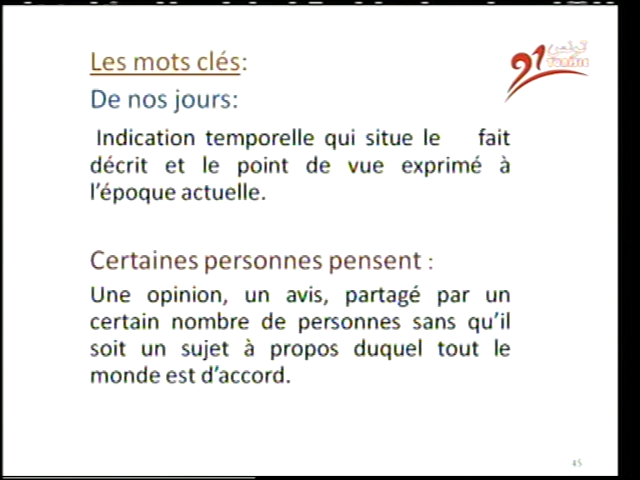 Les mots clés:
De nos jours:
Indication temporelle qui situe le fait
décrit et le point de vue exprimé à
l'époque actuelle.
Certaines personnes pensent :
Une opinion, un avis, partagé par un
certain nombre de personnes sans qu'il
soit un sujet à propos duquel tout le
monde est d'accord.
45